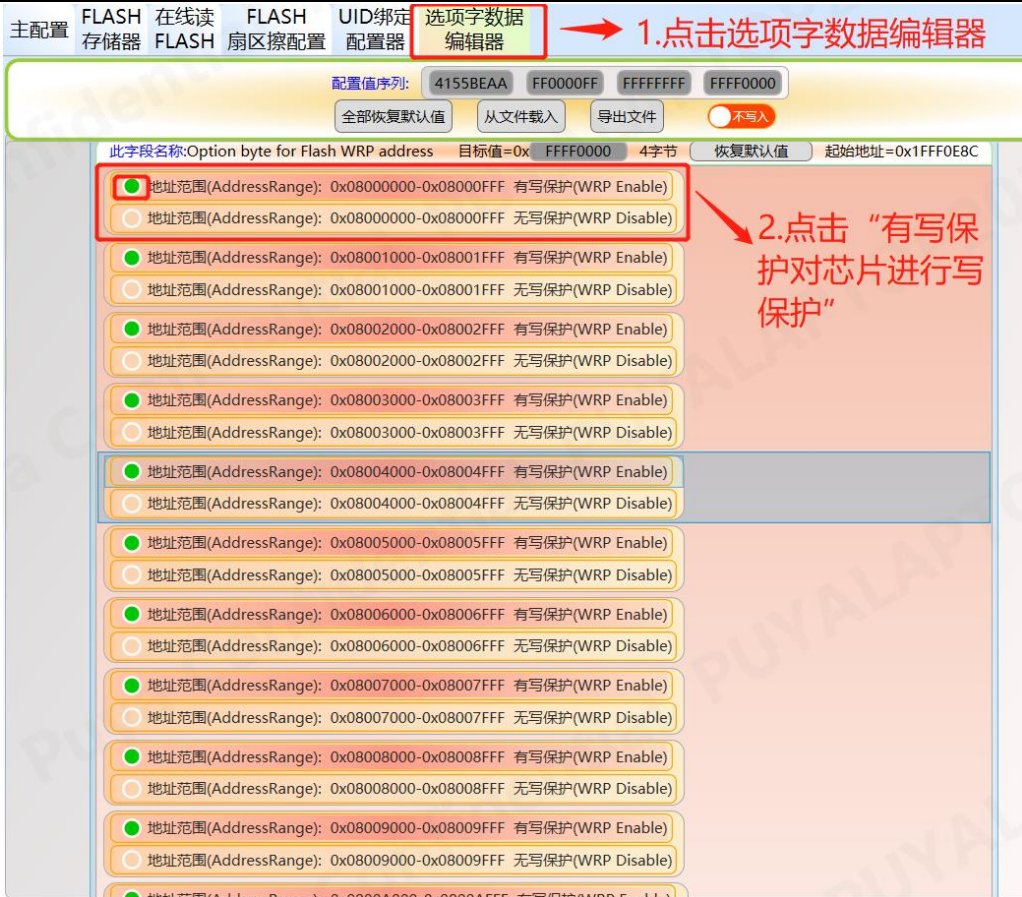 主配置 FLASH存储器 在线读FLASH FLASH扇区擦配置 UID绑定配置器 选项字数据编辑器
1.点击选项字数据编辑器
配置值序列: 4155BEAA FF0000FF FFFFFFFF FFFF0000
全部恢复默认值 从文件载入 导出文件 不写入
此字段名称:Option byte for Flash WRP address 目标值=0x FFFF0000 4字节 恢复默认值 起始地址=0x1FFF0E8C
地址范围(AddressRange): 0x08000000-0x08000FFF 有写保护(WRP Enable)
地址范围(AddressRange): 0x08000000-0x08000FFF 无写保护(WRP Disable)
2.点击“有写保
护对芯片进行写
保护”
地址范围(AddressRange): 0x08001000-0x08001FFF 有写保护(WRP Enable)
地址范围(AddressRange): 0x08001000-0x08001FFF 无写保护(WRP Disable)
地址范围(AddressRange): 0x08002000-0x08002FFF 有写保护(WRP Enable)
地址范围(AddressRange): 0x08002000-0x08002FFF 无写保护(WRP Disable)
地址范围(AddressRange): 0x08003000-0x08003FFF 有写保护(WRP Enable)
地址范围(AddressRange): 0x08003000-0x08003FFF 无写保护(WRP Disable)
地址范围(AddressRange): 0x08004000-0x08004FFF 有写保护(WRP Enable)
地址范围(AddressRange): 0x08004000-0x08004FFF 无写保护(WRP Disable)
地址范围(AddressRange): 0x08005000-0x08005FFF 有写保护(WRP Enable)
地址范围(AddressRange): 0x08005000-0x08005FFF 无写保护(WRP Disable)
地址范围(AddressRange): 0x08006000-0x08006FFF 有写保护(WRP Enable)
地址范围(AddressRange): 0x08006000-0x08006FFF 无写保护(WRP Disable)
地址范围(AddressRange): 0x08007000-0x08007FFF 有写保护(WRP Enable)
地址范围(AddressRange): 0x08007000-0x08007FFF 无写保护(WRP Disable)
地址范围(AddressRange): 0x08008000-0x08008FFF 有写保护(WRP Enable)
地址范围(AddressRange): 0x08008000-0x08008FFF 无写保护(WRP Disable)
地址范围(AddressRange): 0x08009000-0x08009FFF 有写保护(WRP Enable)
地址范围(AddressRange): 0x08009000-0x08009FFF 无写保护(WRP Disable)